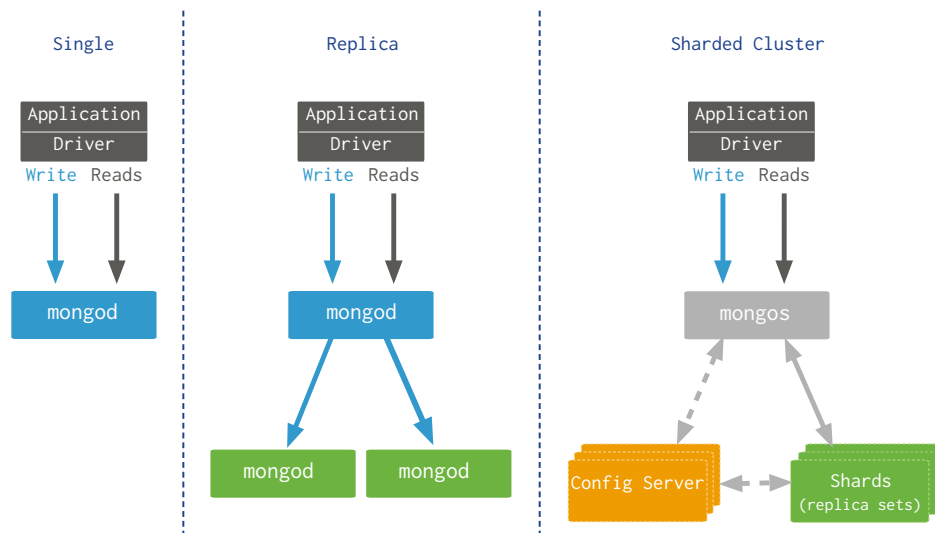 Single
Application
Driver
Write Reads
mongod
Replica
Application
Driver
Write Reads
mongod
mongod
mongod
Sharded Cluster
Application
Driver
Write Reads
mongos
Config Server
Shards
(replica sets)